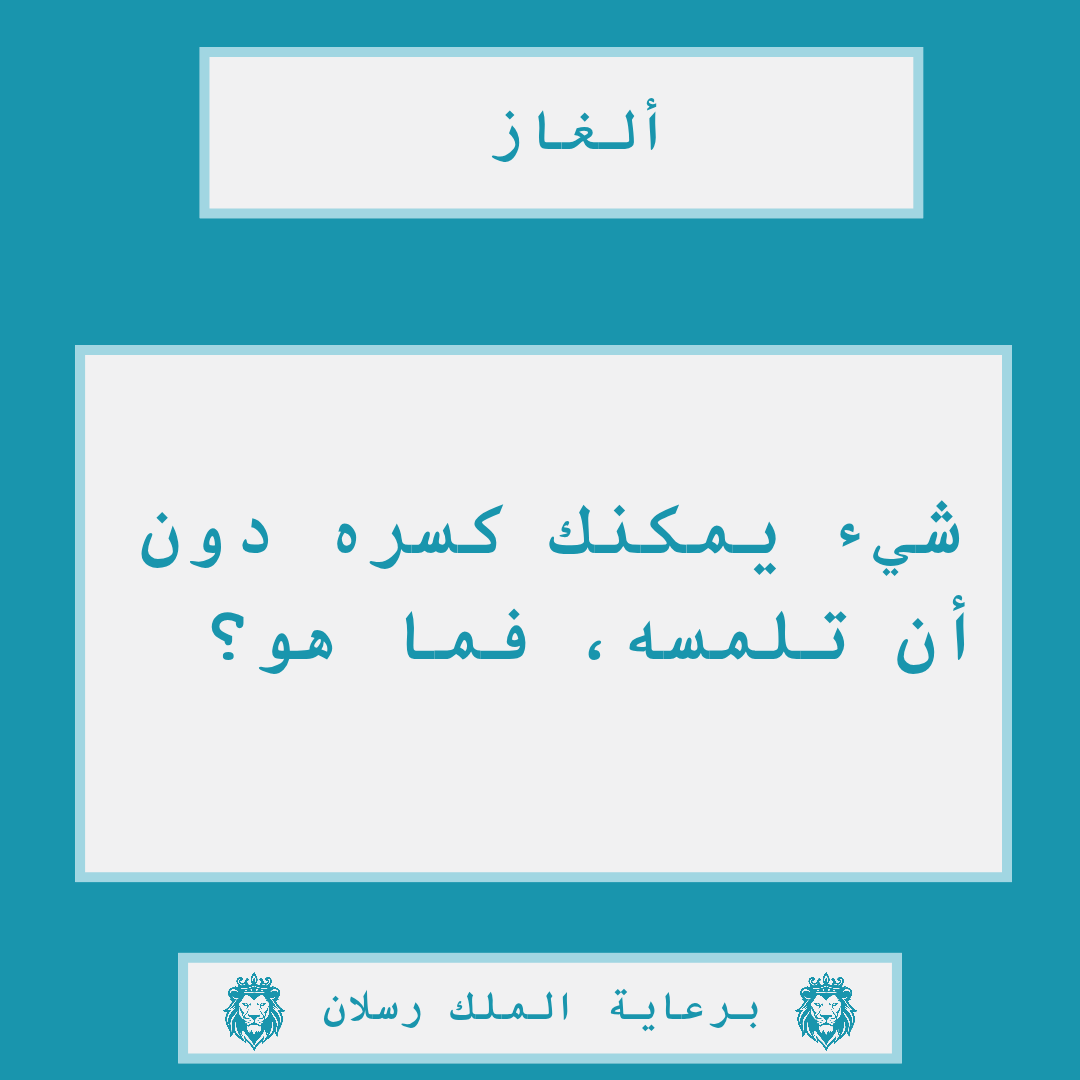 ألغاز
شيء يمكنك كسره دون
أن تلمسه، فما هو؟
برعاية الملك رسلان